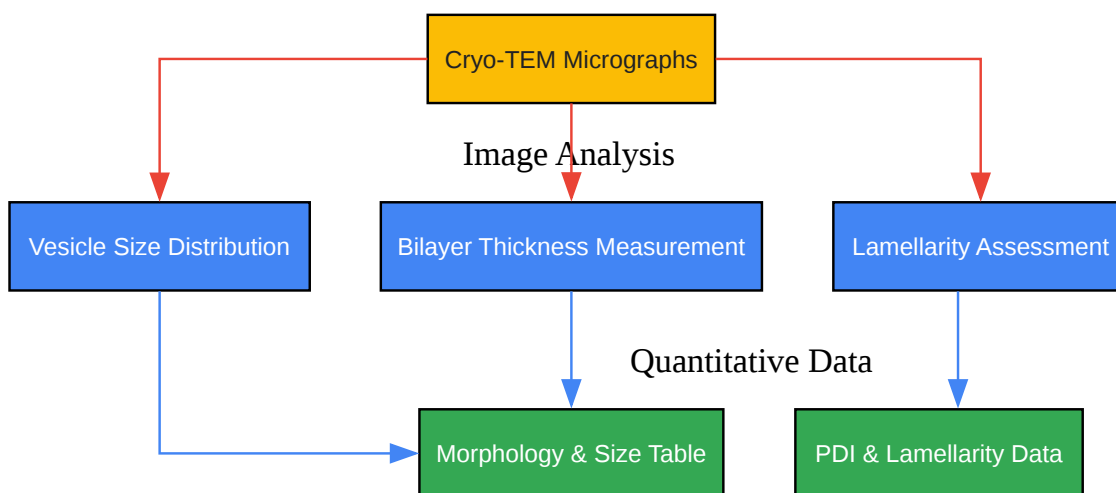 Cryo-TEM Micrographs
Image Analysis
Vesicle Size Distribution
Bilayer Thickness Measurement
Lamellarity Assessment
Quantitative Data
Morphology & Size Table
PDI & Lamellarity Data